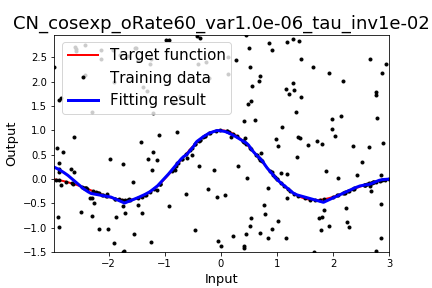 CN_cosexp_oRate60_var1.0e-06_tau_inv1e-02
Target function
Training data
Fitting result
2.5
2.0
1.5
1.0
0.5
0.0
−0.5
−1.0
−1.5
Output
−2
−1
0
1
2
3
Input